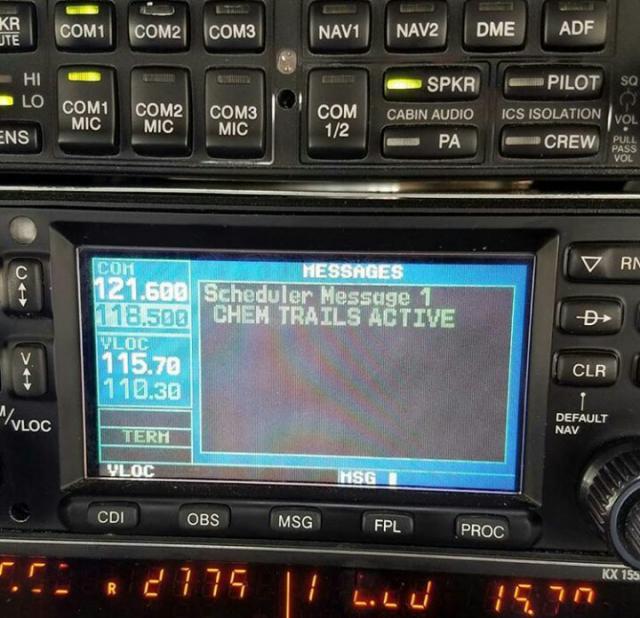 KR
UTE
COM1
COM2
COM3
NAV1
NAV2
DME
ADF
HI
LO
ENS
COM1
MIC
COM2
MIC
COM3
MIC
COM
1/2
SPKR
PILOT
CABIN AUDIO
ICS ISOLATION
PA
CREW
SQ
VOL
PULL
PASS
VOL
C
V
M/VLOC
COM
121.600
118.500
VLOC
115.70
110.30
TERM
VLOC
MESSAGES
Scheduler Message 1
CHEM TRAILS ACTIVE
MSG
RN
D
CLR
DEFAULT
NAV
CDI
OBS
MSG
FPL
PROC
KX 155
R